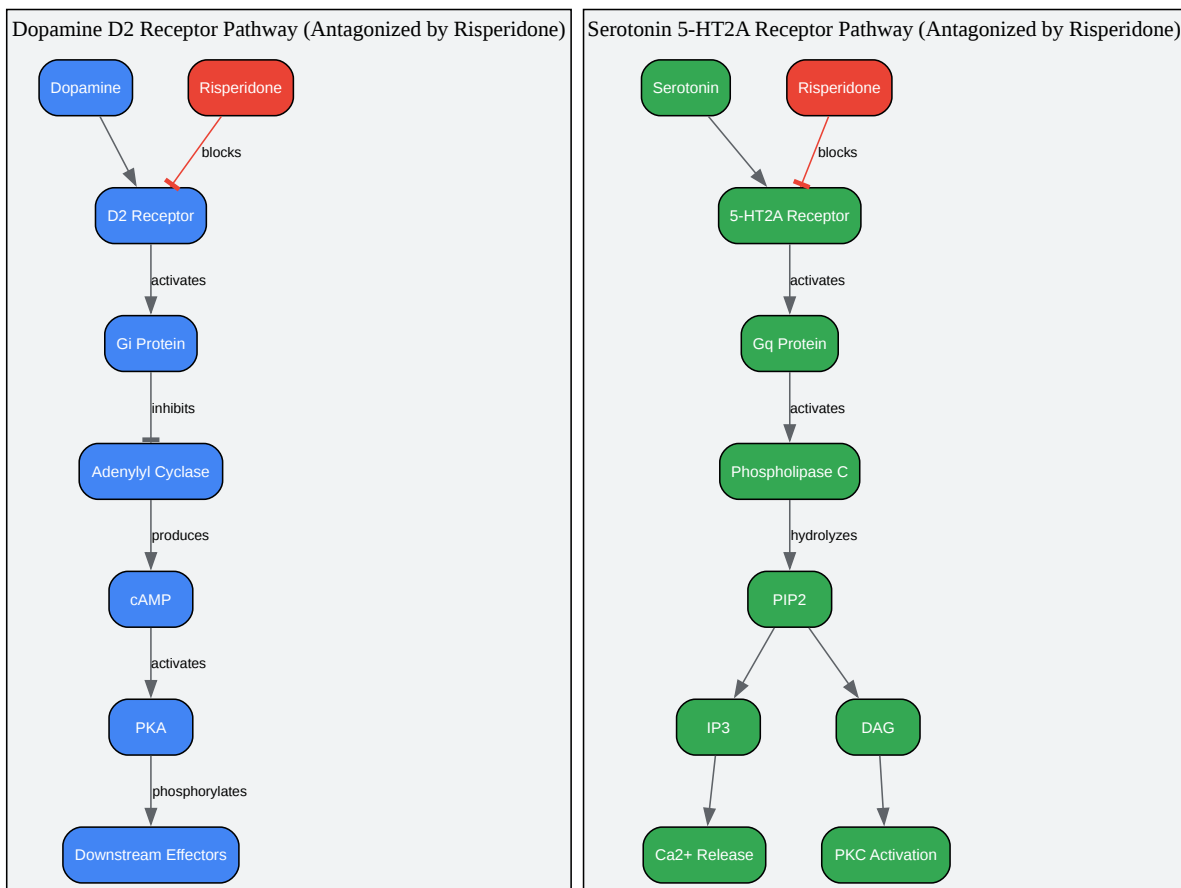 Dopamine D2 Receptor Pathway (Antagonized by Risperidone)
Dopamine
Risperidone
blocks
D2 Receptor
activates
Gi Protein
inhibits
Adenylyl Cyclase
produces
cAMP
activates
PKA
phosphorylates
Downstream Effectors
Serotonin 5-HT2A Receptor Pathway (Antagonized by Risperidone)
Serotonin
Risperidone
blocks
5-HT2A Receptor
activates
Gq Protein
activates
Phospholipase C
hydrolyzes
PIP2
IP3
DAG
Ca2+ Release
PKC Activation